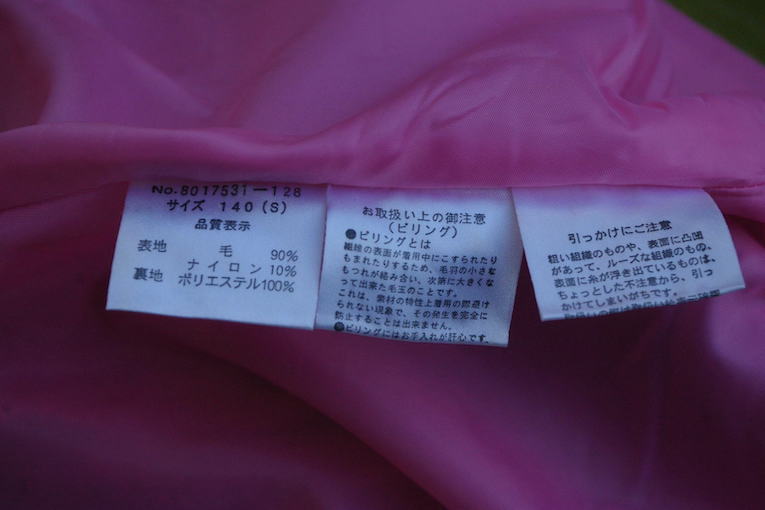 No.8017531-128
サイズ 140(S)
品質表示
表地 毛 90%
ナイロン 10%
裏地 ポリエステル100%
お取扱い上の御注意
(ピリング)
●ピリングとは
繊維の表面が着用中にこすられたり
もまれたりするため、毛羽の小さな
もつれが絡み合い、次第に大きくな
って出来た毛玉のことです。
これは、素材の特性上着用の際避け
られない現象で、その発生を完全に
防止することは出来ません。
●ピリングにはお手入れが肝心です。
引っかけにご注意
粗い組織のものや、表面に凸凹
があって、ルーズな組織のもの、
表面に糸が浮き出ているものは、
ちょっとした不注意から、引っ
かけてしまいがちです。